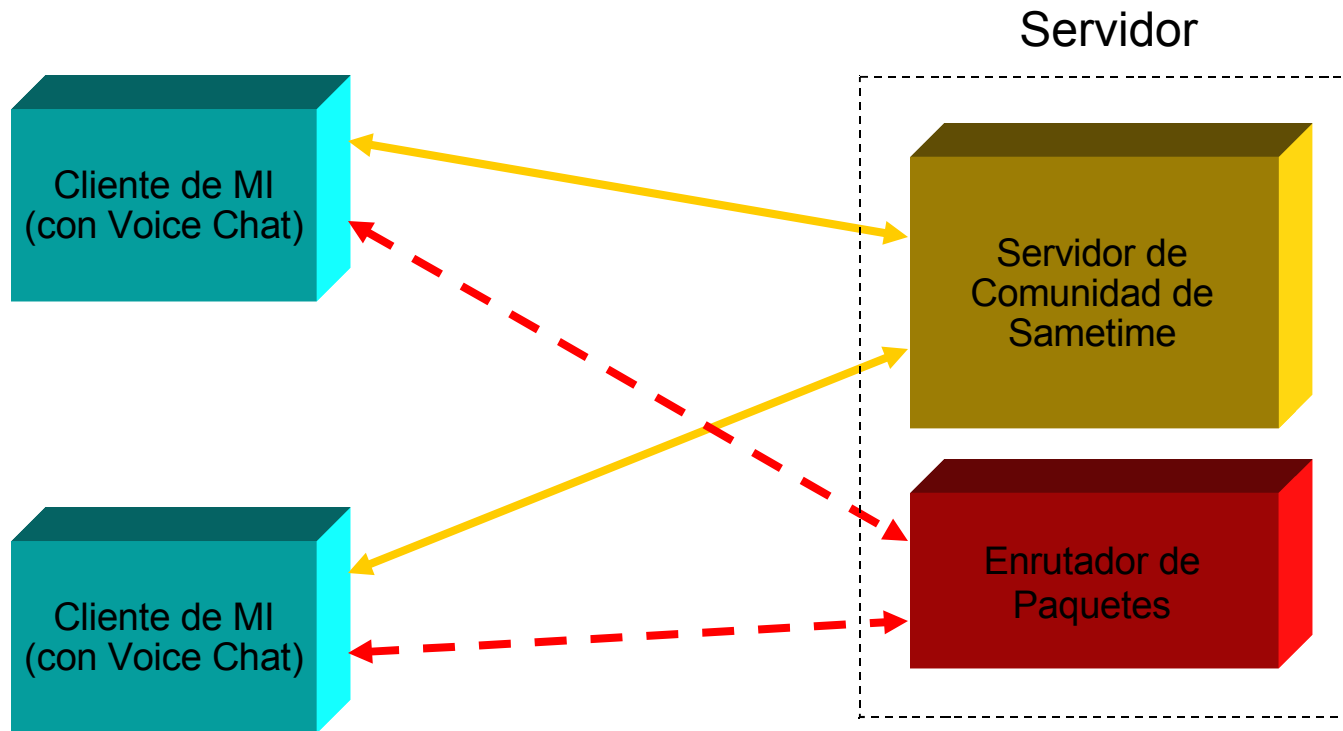 Servidor
Cliente de MI
(con Voice Chat)
Servidor de
Comunidad de
Sametime
Cliente de MI
(con Voice Chat)
Enrutador de
Paquetes